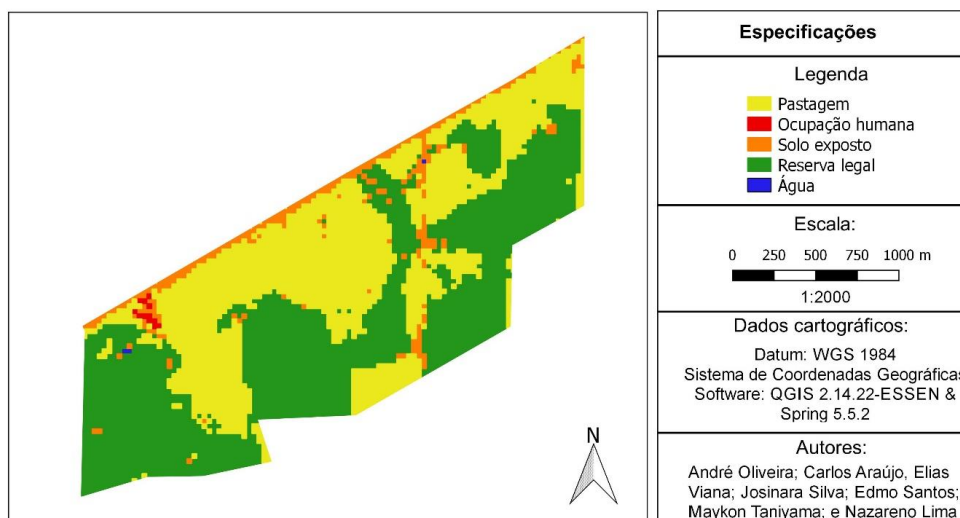 Especificações
Legenda
Pastagem
Ocupação humana
Solo exposto
Reserva legal
Água
Escala:
0 250 500 750 1000 m
1:2000
Dados cartográficos:
Datum: WGS 1984
Sistema de Coordenadas Geográficas
Software: QGIS 2.14.22-ESSEN &
Spring 5.5.2
Autores:
André Oliveira; Carlos Araújo, Elias
Viana; Josinara Silva; Edmo Santos;
Maykon Taniyama; e Nazareno Lima
N